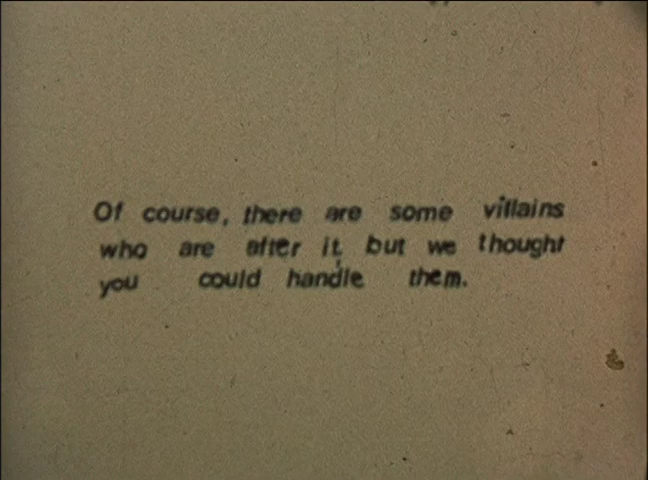 Of course, there are some villains
who are after it, but we thought
you could handle them.